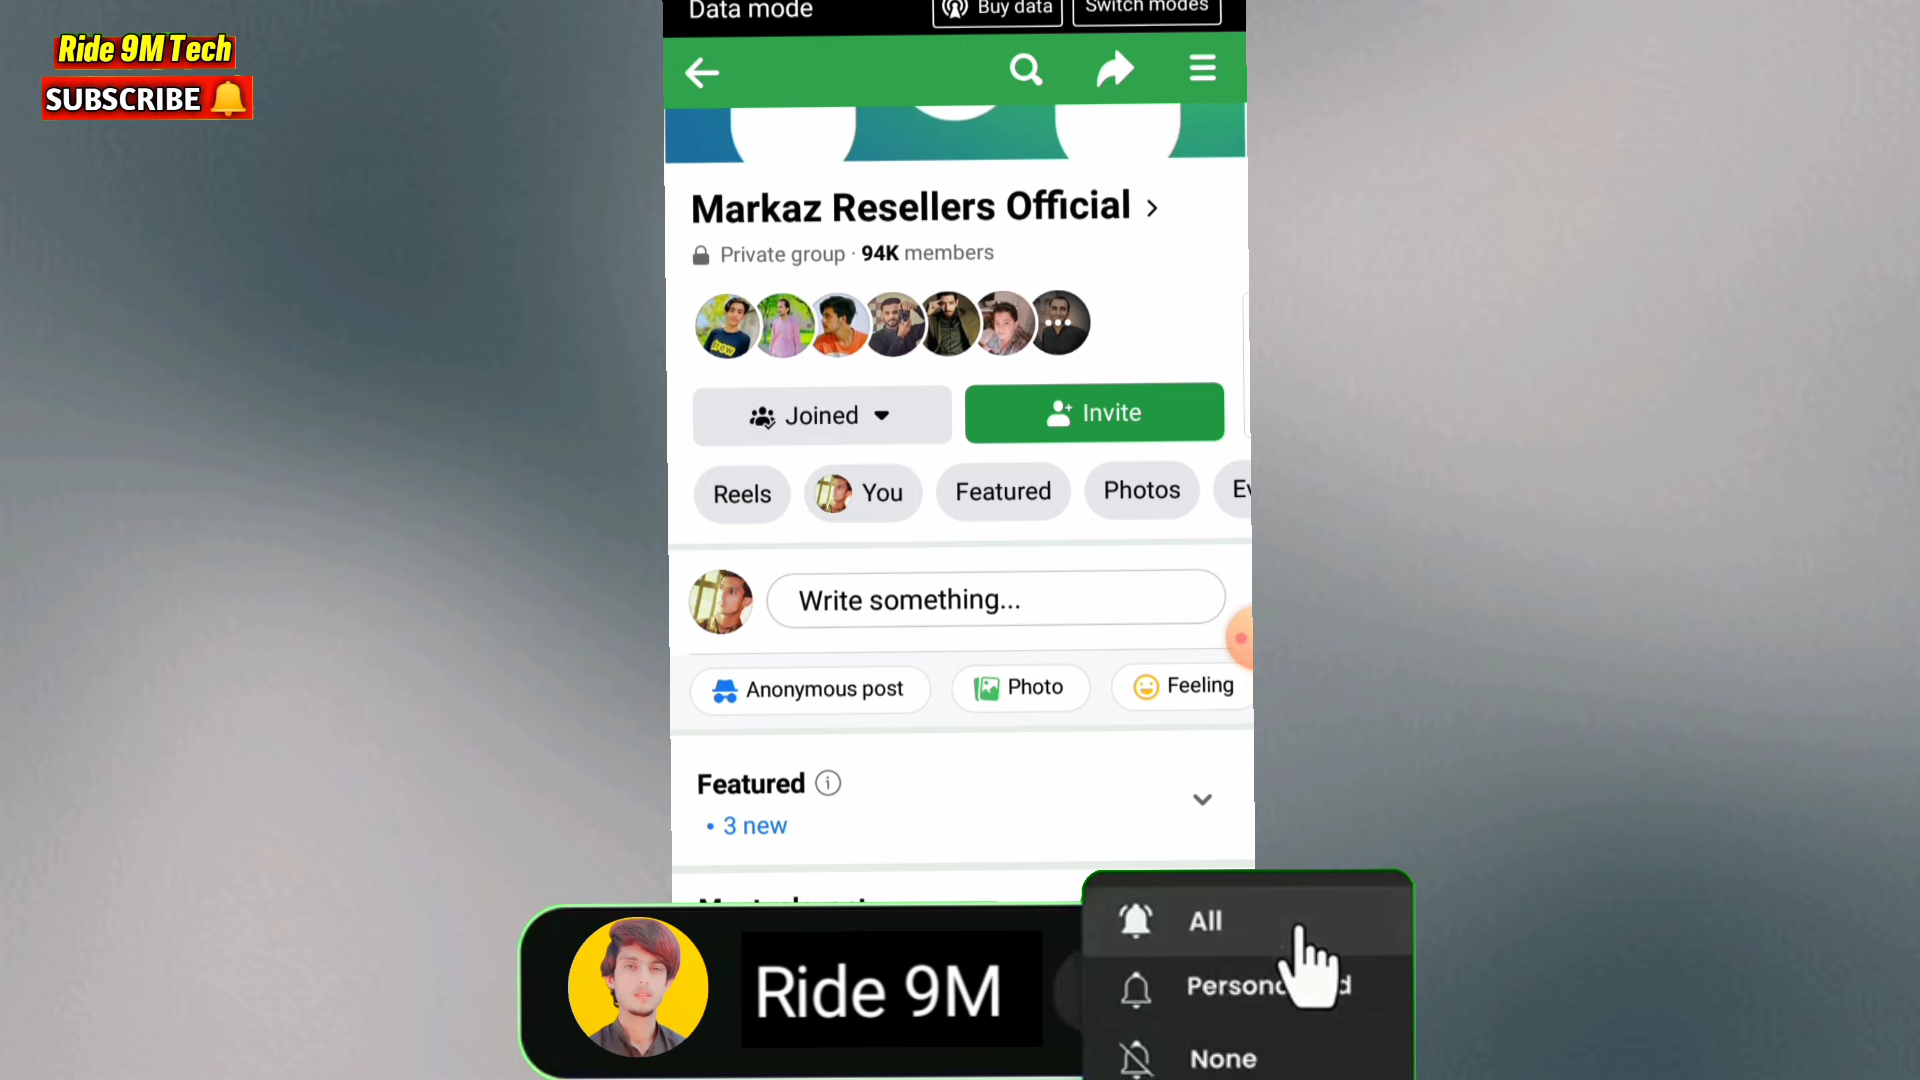 Data mode
Buy data
Switch modes
Ride 9M Tech
SUBSCRIBE
Markaz Resellers Official
Private group · 94K members
Joined
Invite
Reels
You
Featured
Photos
Write something...
Anonymous post
Photo
Feeling
Featured
• 3 new
All
Ride 9M
None